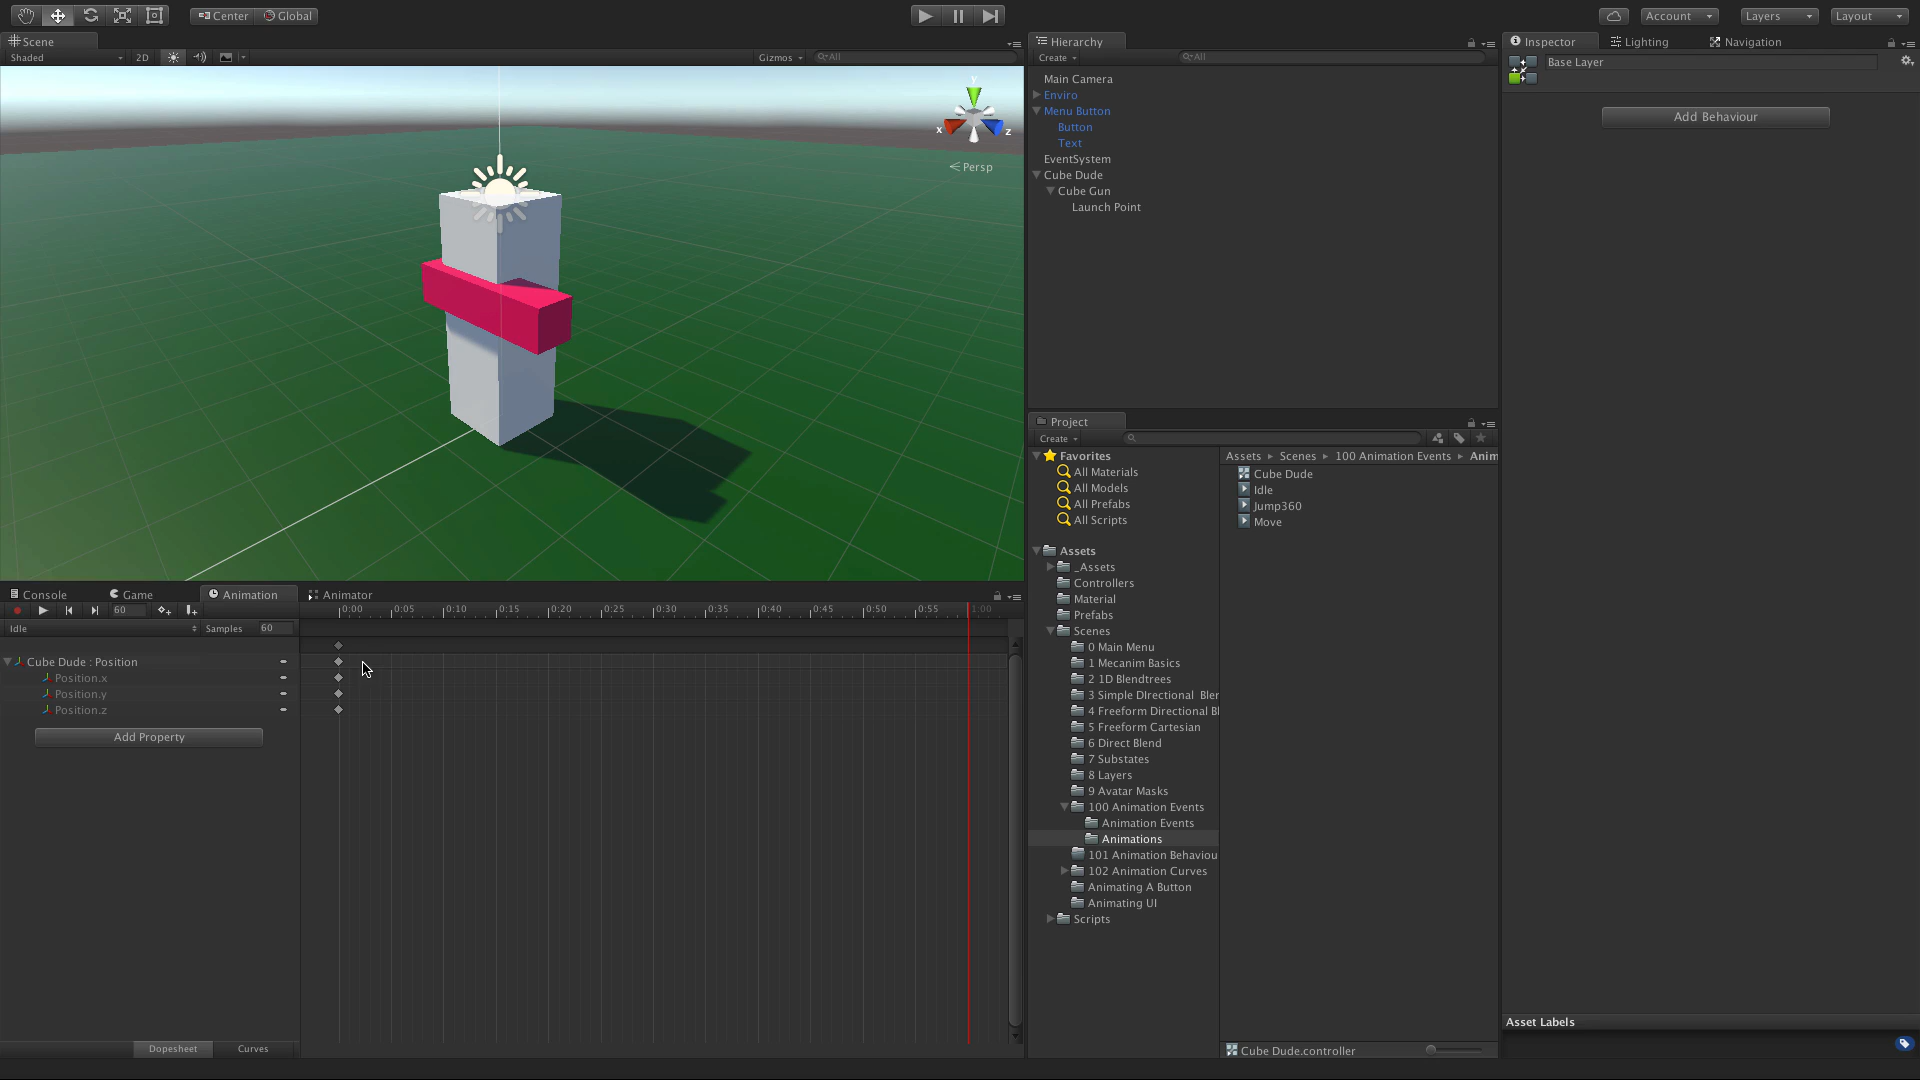 Center
Global
Account
Layers
Layout
Scene
Shaded
2D
Gizmos
All
y
x
z
Persp
Console
Game
Animation
Animator
60
0:00
0:05
0:10
0:15
0:20
0:25
0:30
0:35
0:40
0:45
0:50
0:55
1:00
Idle
Samples
60
Cube Dude : Position
Position.x
Position.y
Position.z
Add Property
Dopesheet
Curves
Hierarchy
Create
All
Main Camera
Enviro
Menu Button
Button
Text
EventSystem
Cube Dude
Cube Gun
Launch Point
Project
Create
Favorites
All Materials
All Models
All Prefabs
All Scripts
Assets
_Assets
Controllers
Material
Prefabs
Scenes
0 Main Menu
1 Mecanim Basics
2 1D Blendtrees
3 Simple DIrectional Bler
4 Freeform Directional Bl
5 Freeform Cartesian
6 Direct Blend
7 Substates
8 Layers
9 Avatar Masks
100 Animation Events
Animation Events
Animations
101 Animation Behaviou
102 Animation Curves
Animating A Button
Animating UI
Scripts
Assets ▸ Scenes ▸ 100 Animation Events ▸ Anim
Cube Dude
Idle
Jump360
Move
Cube Dude.controller
Inspector
Lighting
Navigation
Base Layer
Add Behaviour
Asset Labels